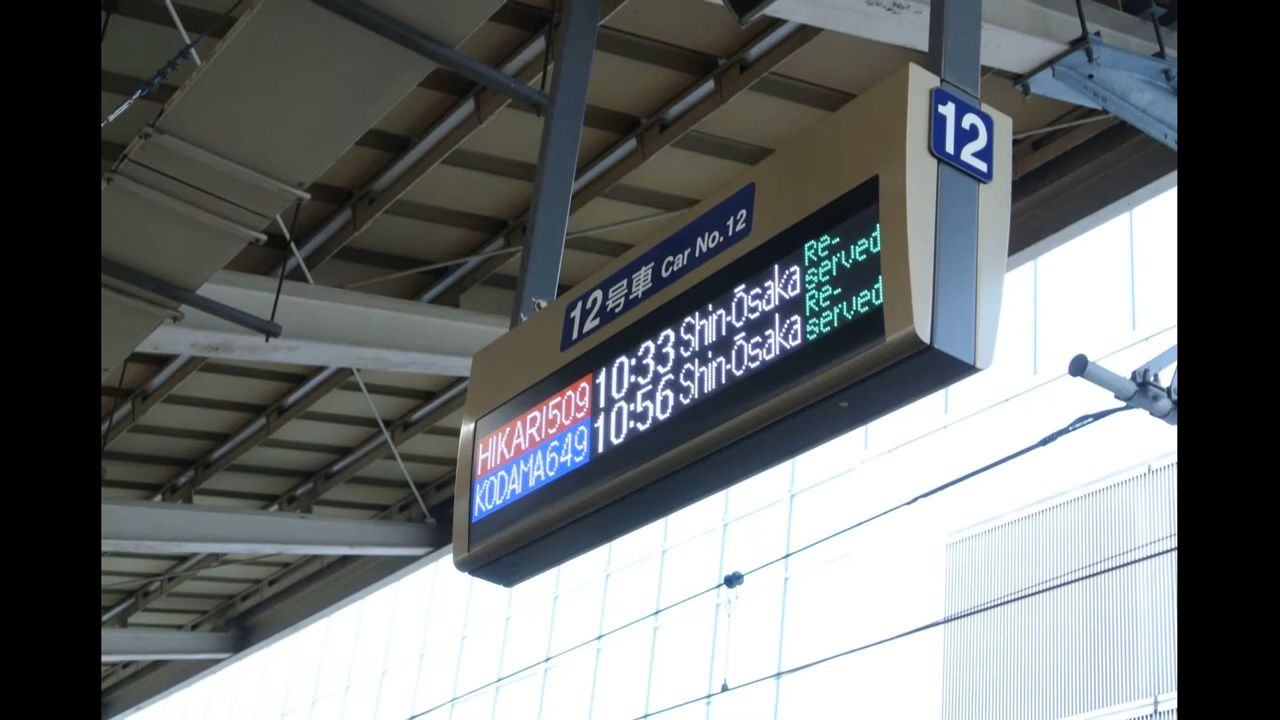 12
12号車 Car No.12
HIKARI509 10:33 Shin-Ōsaka Re-served
KODAMA649 10:56 Shin-Ōsaka Re-served